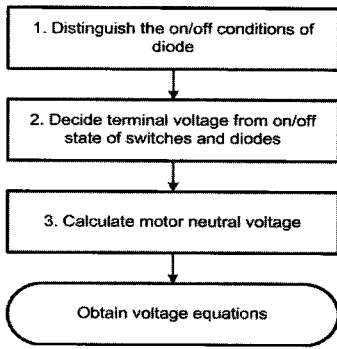 1. Distinguish the on/off conditions of
diode
2. Decide terminal voltage from on/off
state of switches and diodes
3. Calculate motor neutral voltage
Obtain voltage equations